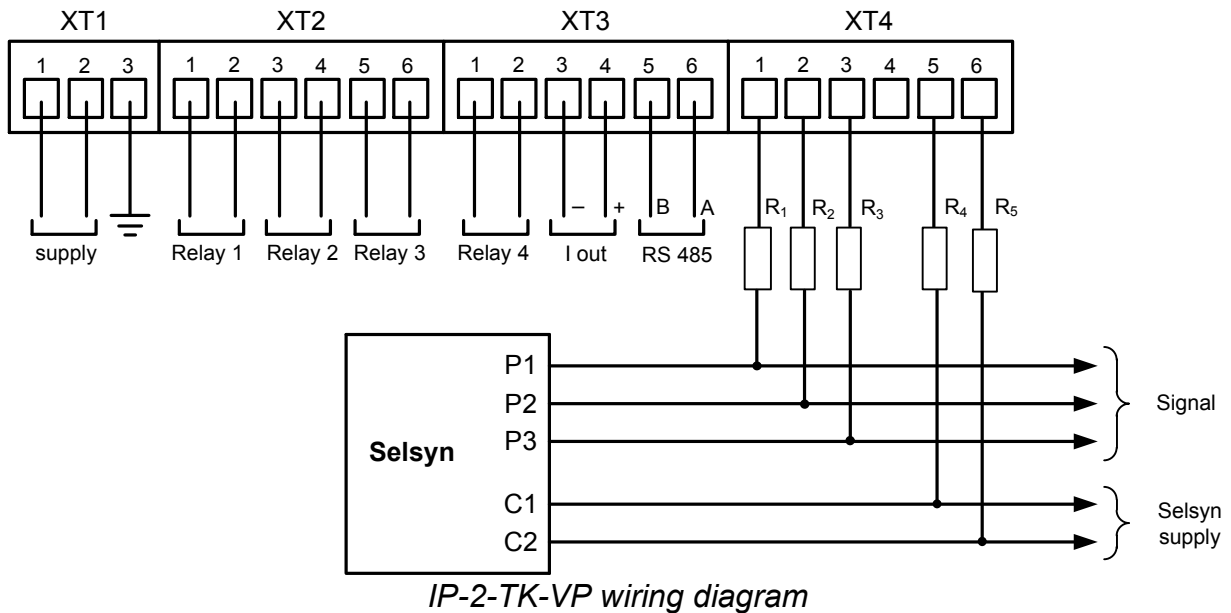 XT1 XT2 XT3 XT4
1 2 3 1 2 3 4 5 6 1 2 3 4 5 6 1 2 3 4 5 6
– + B A R₁ R₂ R₃ R₄ R₅
supply Relay 1 Relay 2 Relay 3 Relay 4 I out RS 485
P1
P2
Signal
P3
Selsyn
C1
Selsyn
supply
C2
IP-2-TK-VP wiring diagram